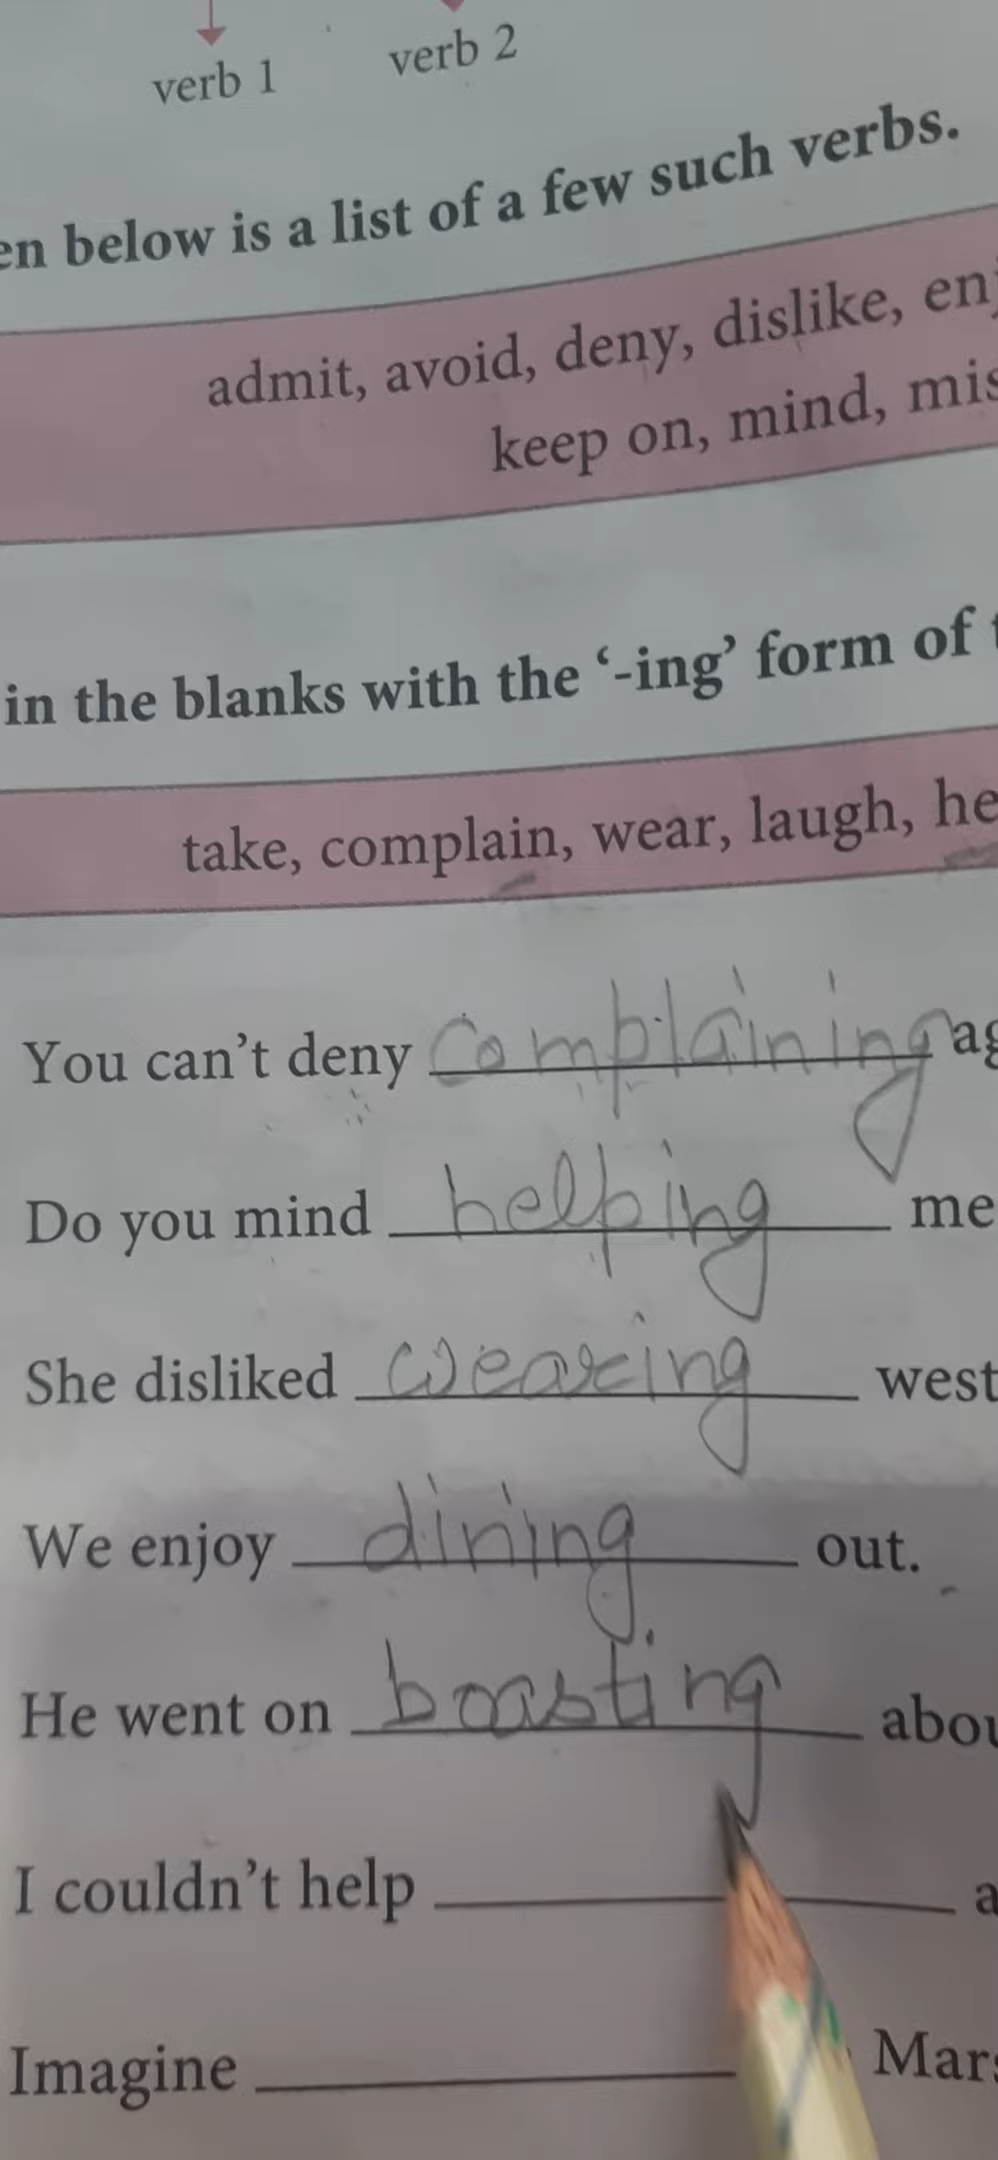 verb 1 verb 2
en below is a list of a few such verbs.
admit, avoid, deny, dislike, enj
keep on, mind, mis
in the blanks with the ‘-ing’ form of t
take, complain, wear, laugh, he
You can’t deny complaining ag
Do you mind helping me
She disliked wearing west
We enjoy dining out.
He went on boasting abou
I couldn’t help a
Imagine Mars